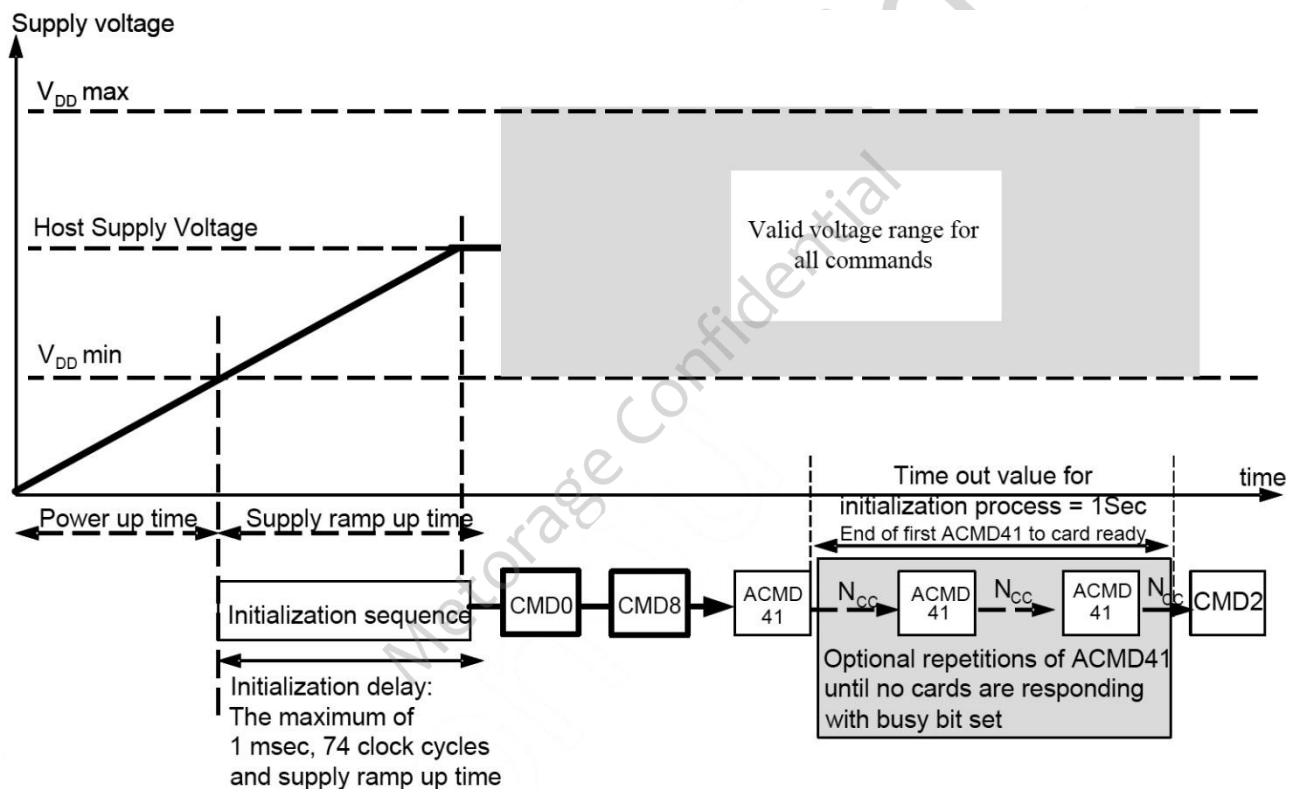 Supply voltage
V_DD max
Host Supply Voltage
Valid voltage range for
all commands
V_DD min
Metorage Confidential
Time out value for
initialization process = 1Sec
End of first ACMD41 to card ready
time
Power up time
Supply ramp up time
Initialization sequence
CMD0
CMD8
ACMD
41
N_CC
ACMD
41
N_CC
ACMD
41
N_CC
CMD2
Optional repetitions of ACMD41
until no cards are responding
with busy bit set
Initialization delay:
The maximum of
1 msec, 74 clock cycles
and supply ramp up time